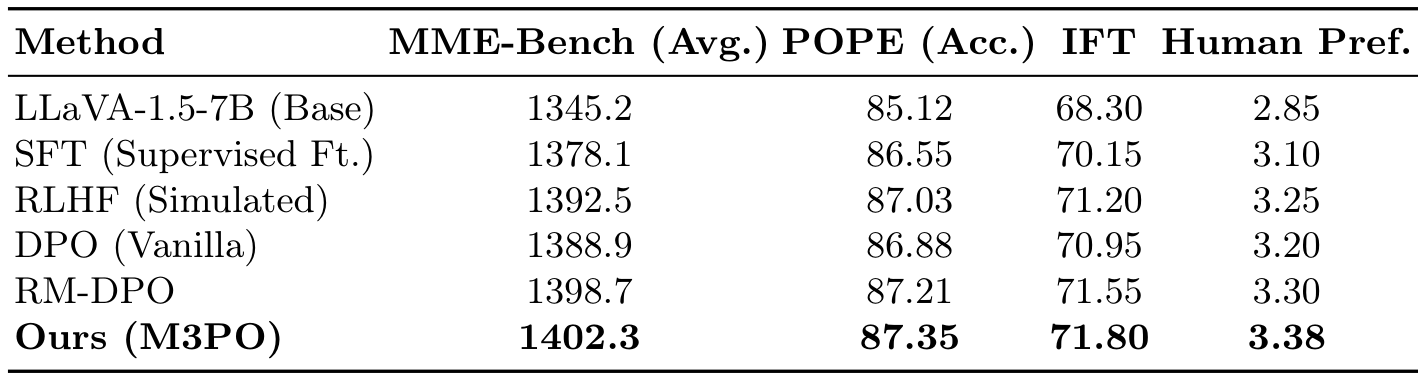 Method MME-Bench (Avg.) POPE (Acc.) IFT Human Pref.
LLaVA-1.5-7B (Base) 1345.2 85.12 68.30 2.85
SFT (Supervised Ft.) 1378.1 86.55 70.15 3.10
RLHF (Simulated) 1392.5 87.03 71.20 3.25
DPO (Vanilla) 1388.9 86.88 70.95 3.20
RM-DPO 1398.7 87.21 71.55 3.30
Ours (M3PO) 1402.3 87.35 71.80 3.38